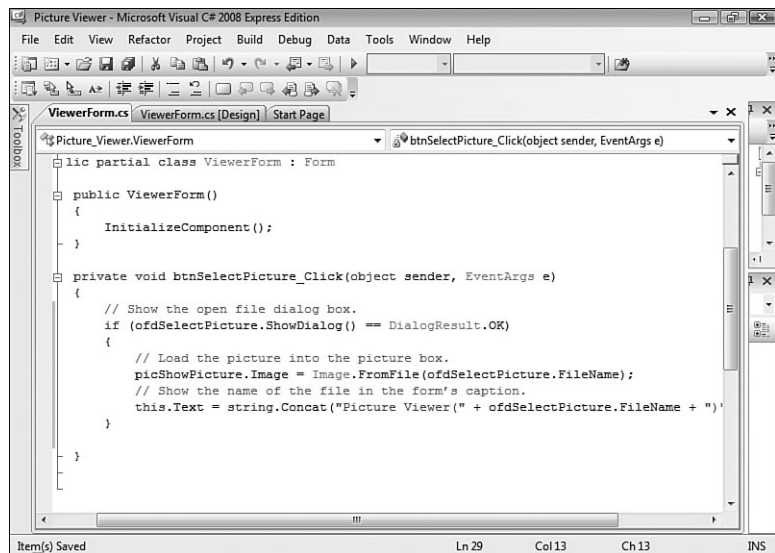 Picture Viewer - Microsoft Visual C# 2008 Express Edition
File Edit View Refactor Project Build Debug Data Tools Window Help
ViewerForm.cs ViewerForm.cs [Design] Start Page
Toolbox
Picture_Viewer.ViewerForm btnSelectPicture_Click(object sender, EventArgs e)
lic partial class ViewerForm : Form
public ViewerForm()
{
InitializeComponent();
}
private void btnSelectPicture_Click(object sender, EventArgs e)
{
// Show the open file dialog box.
if (ofdSelectPicture.ShowDialog() == DialogResult.OK)
{
// Load the picture into the picture box.
picShowPicture.Image = Image.FromFile(ofdSelectPicture.FileName);
// Show the name of the file in the form's caption.
this.Text = string.Concat("Picture Viewer(" + ofdSelectPicture.FileName + ")"
}
}
Item(s) Saved Ln 29 Col 13 Ch 13 INS